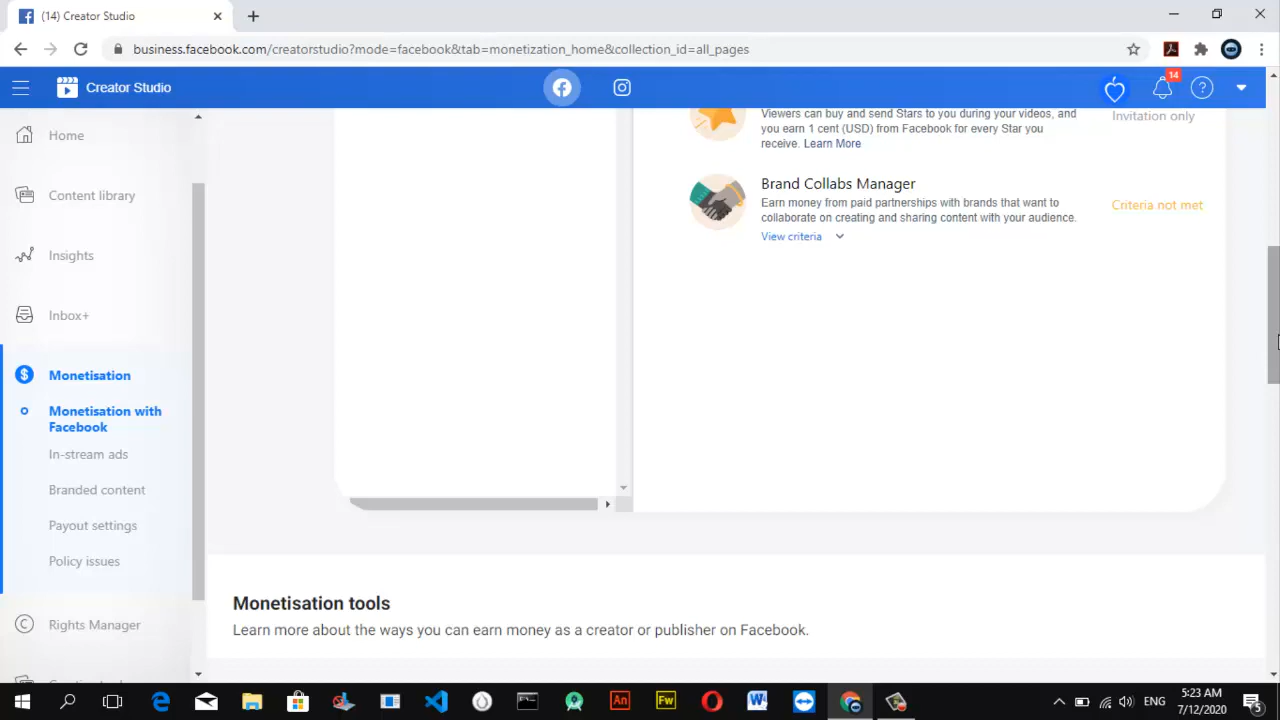 (14) Creator Studio
business.facebook.com/creatorstudio?mode=facebook&tab=monetization_home&collection_id=all_pages
Creator Studio
14
Home
Content library
Insights
Inbox+
Monetisation
Monetisation with
Facebook
In-stream ads
Branded content
Payout settings
Policy issues
Rights Manager
Viewers can buy and send Stars to you during your videos, and
you earn 1 cent (USD) from Facebook for every Star you
receive. Learn More
Invitation only
Brand Collabs Manager
Earn money from paid partnerships with brands that want to
collaborate on creating and sharing content with your audience.
View criteria
Criteria not met
Monetisation tools
Learn more about the ways you can earn money as a creator or publisher on Facebook.
An
Fw
ENG
5:23 AM
7/12/2020
5